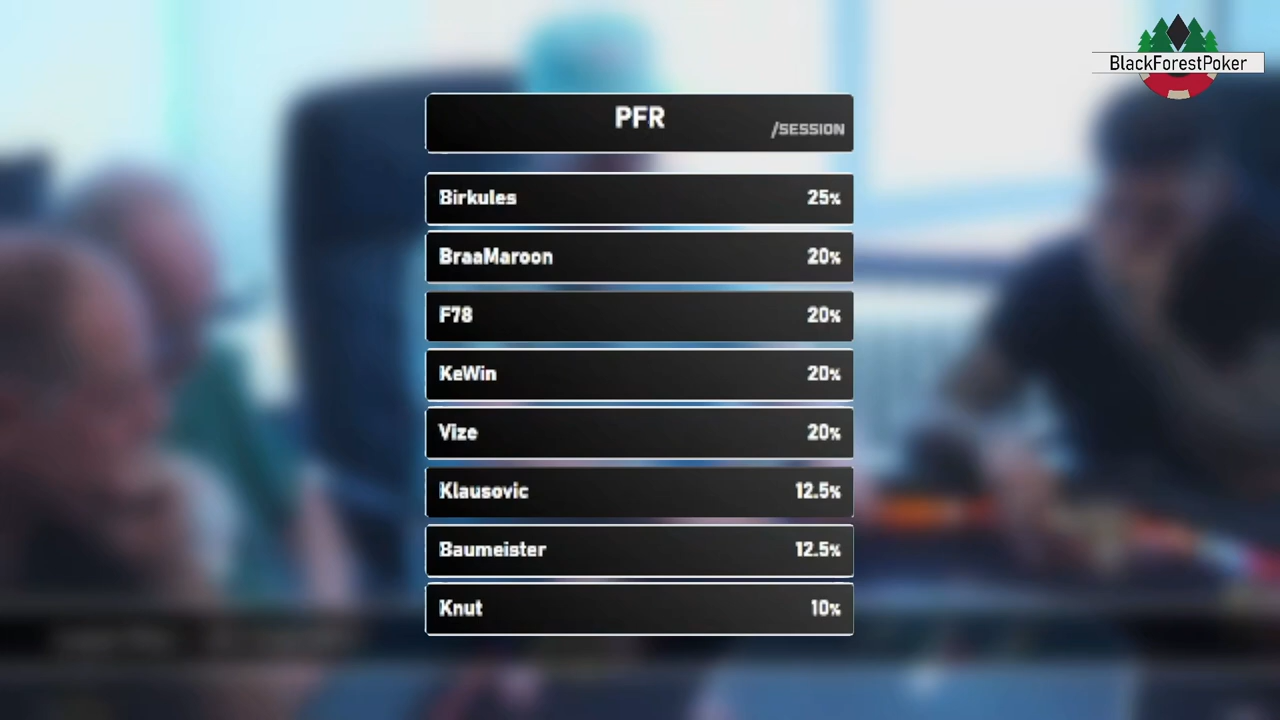 BlackForestPoker
PFR /SESSION
Birkules 25%
BraaMaroon 20%
F78 20%
KeWin 20%
Vize 20%
Klausovic 12.5%
Baumeister 12.5%
Knut 10%